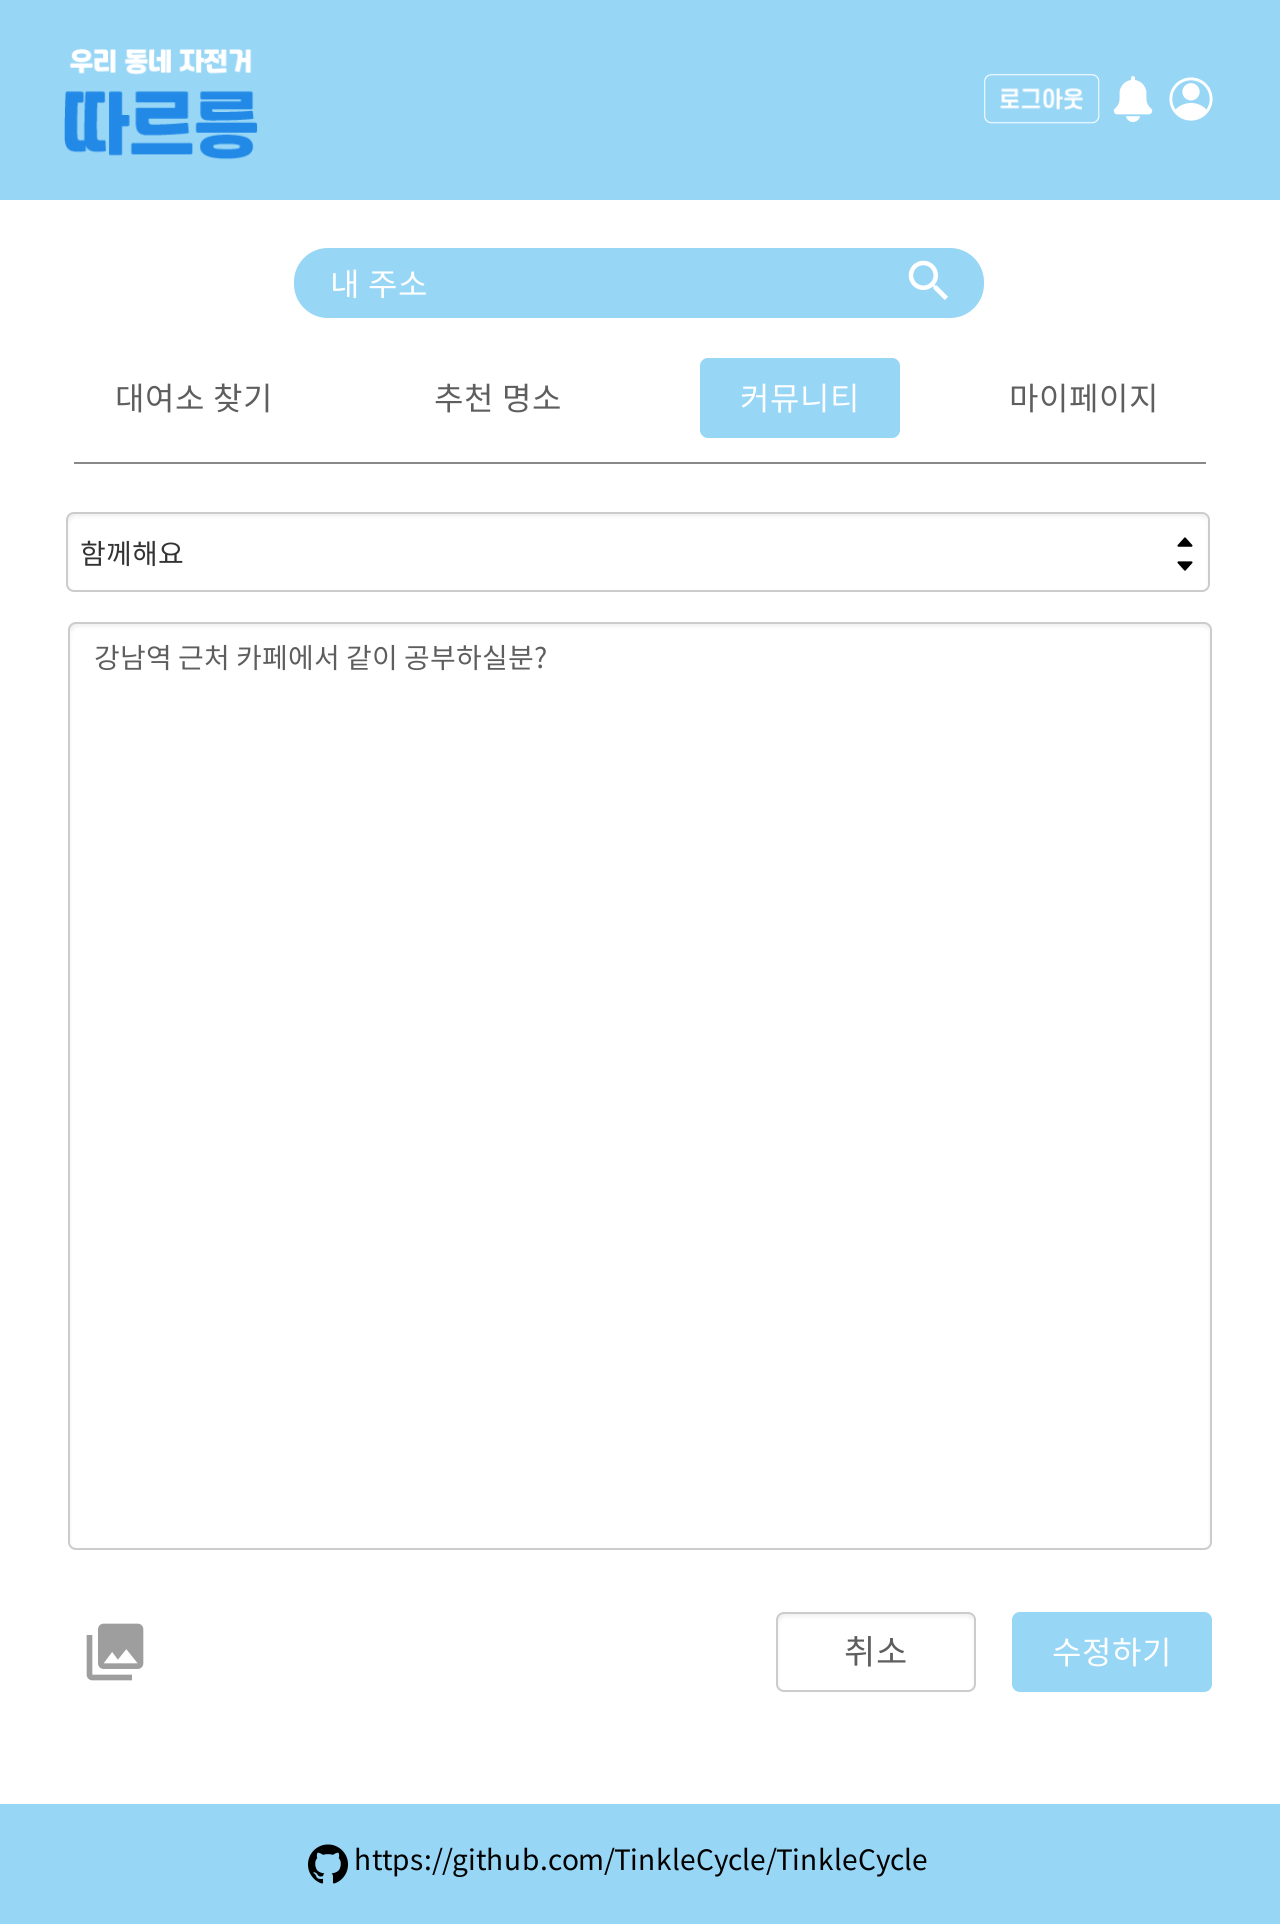 우리 동네 자전거
따르릉
로그아웃
내 주소
대여소 찾기
추천 명소
커뮤니티
마이페이지
함께해요
강남역 근처 카페에서 같이 공부하실분?
취소
수정하기
https://github.com/TinkleCycle/TinkleCycle